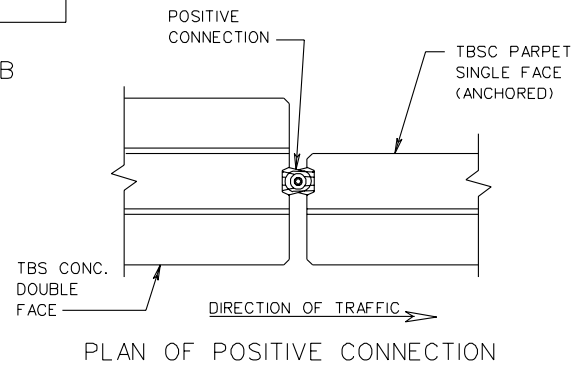 POSITIVE
CONNECTION
B
TBSC PARPET
SINGLE FACE
(ANCHORED)
TBS CONC.
DOUBLE
FACE
DIRECTION OF TRAFFIC
PLAN OF POSITIVE CONNECTION